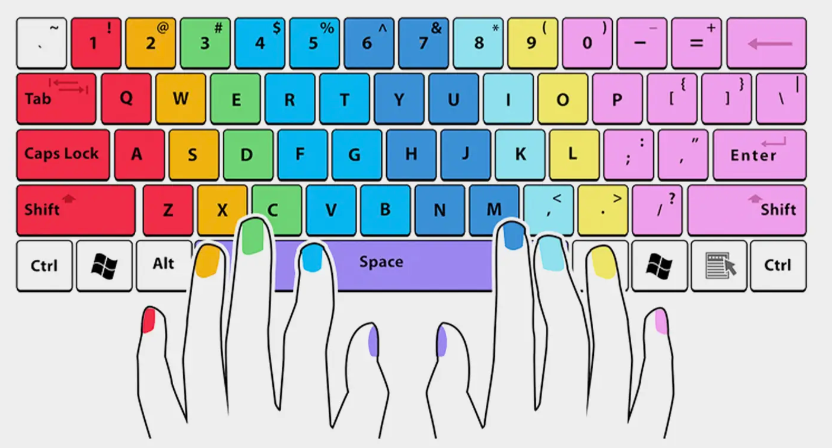 ~ ` ! 1 @ 2 # 3 $ 4 % 5 ^ 6 & 7 * 8 ( 9 ) 0 _ - + =
Tab Q W E R T Y U I O P { [ } ] | \
Caps Lock A S D F G H J K L : ; " , Enter
Shift Z X C V B N M < , > . ? / Shift
Ctrl Alt Space Ctrl